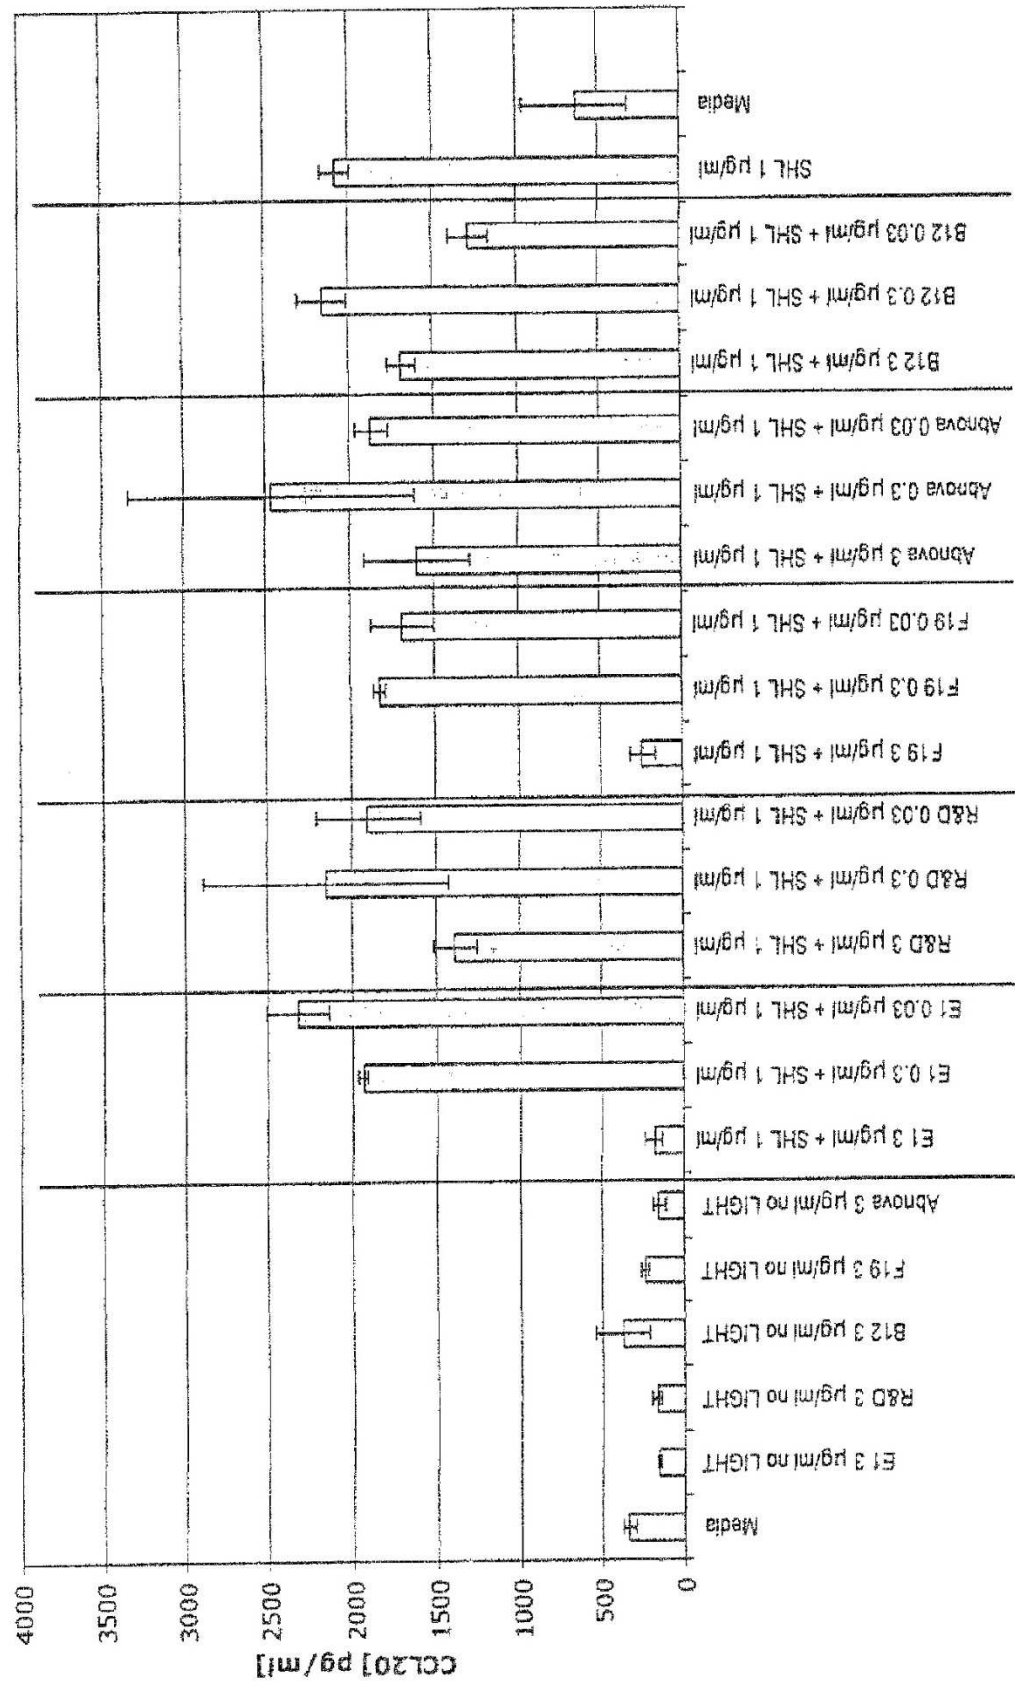 CCL20] pg/ml]
4000
3500
3000
2500
2000
1500
1000
500
0
Media
E1 3 µg/ml no LIGHT
R&D 3 µg/ml no LIGHT
B12 3 µg/ml no LIGHT
F19 3 µg/ml no LIGHT
Abnova 3 µg/ml no LIGHT
E1 3 µg/ml + SHL 1 µg/ml
E1 0.3 µg/ml + SHL 1 µg/ml
E1 0.03 µg/ml + SHL 1 µg/ml
R&D 3 µg/ml + SHL 1 µg/ml
R&D 0.3 µg/ml + SHL 1 µg/ml
R&D 0.03 µg/ml + SHL 1 µg/ml
F19 3 µg/ml + SHL 1 µg/ml
F19 0.3 µg/ml + SHL 1 µg/ml
F19 0.03 µg/ml + SHL 1 µg/ml
Abnova 3 µg/ml + SHL 1 µg/ml
Abnova 0.3 µg/ml + SHL 1 µg/ml
Abnova 0.03 µg/ml + SHL 1 µg/ml
B12 3 µg/ml + SHL 1 µg/ml
B12 0.3 µg/ml + SHL 1 µg/ml
B12 0.03 µg/ml + SHL 1 µg/ml
SHL 1 µg/ml
Media